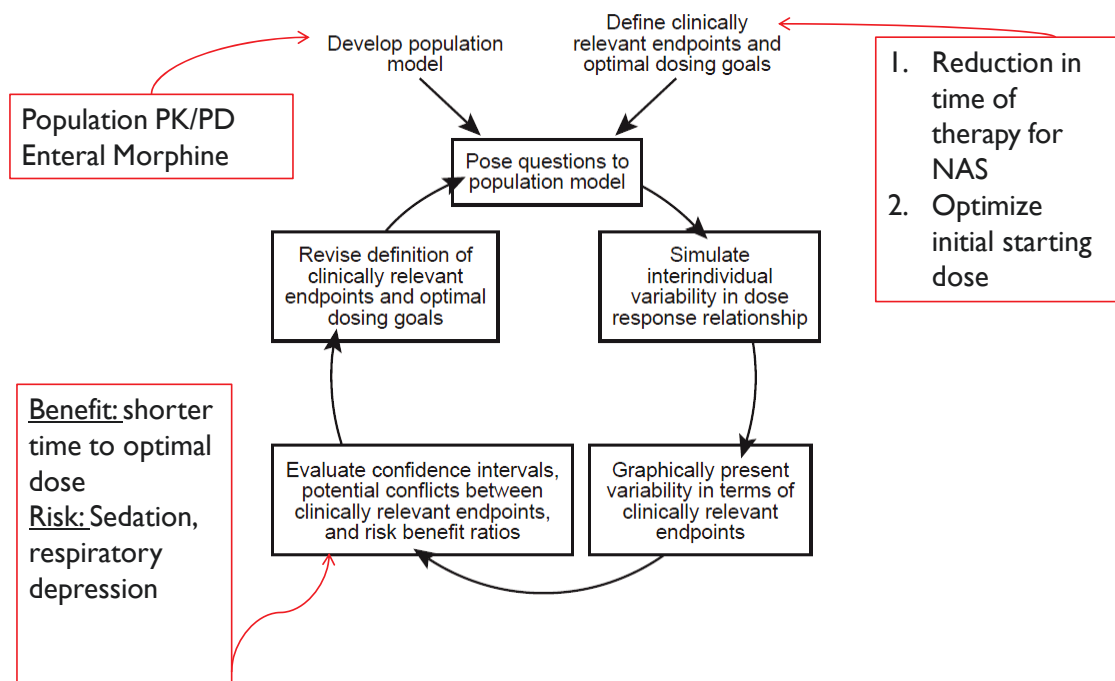 Develop population
model
Define clinically
relevant endpoints and
optimal dosing goals
Population PK/PD
Enteral Morphine
1. Reduction in
time of
therapy for
NAS
2. Optimize
initial starting
dose
Pose questions to
population model
Revise definition of
clinically relevant
endpoints and optimal
dosing goals
Simulate
interindividual
variability in dose
response relationship
Benefit: shorter
time to optimal
dose
Risk: Sedation,
respiratory
depression
Evaluate confidence intervals,
potential conflicts between
clinically relevant endpoints,
and risk benefit ratios
Graphically present
variability in terms of
clinically relevant
endpoints